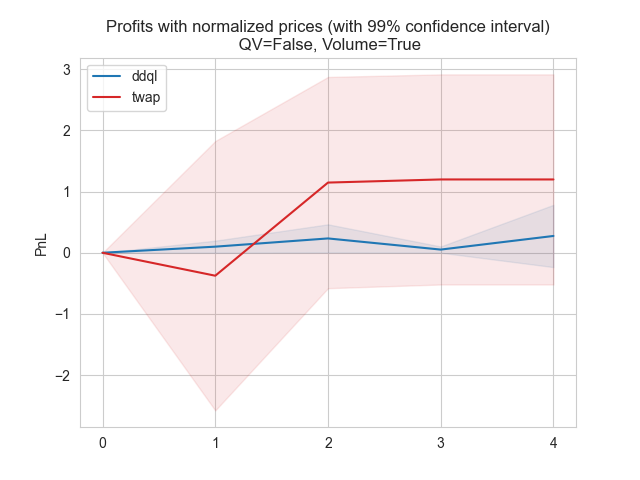 Profits with normalized prices (with 99% confidence interval)
QV=False, Volume=True
ddql
twap
PnL
3
2
1
0
−1
−2
0 1 2 3 4